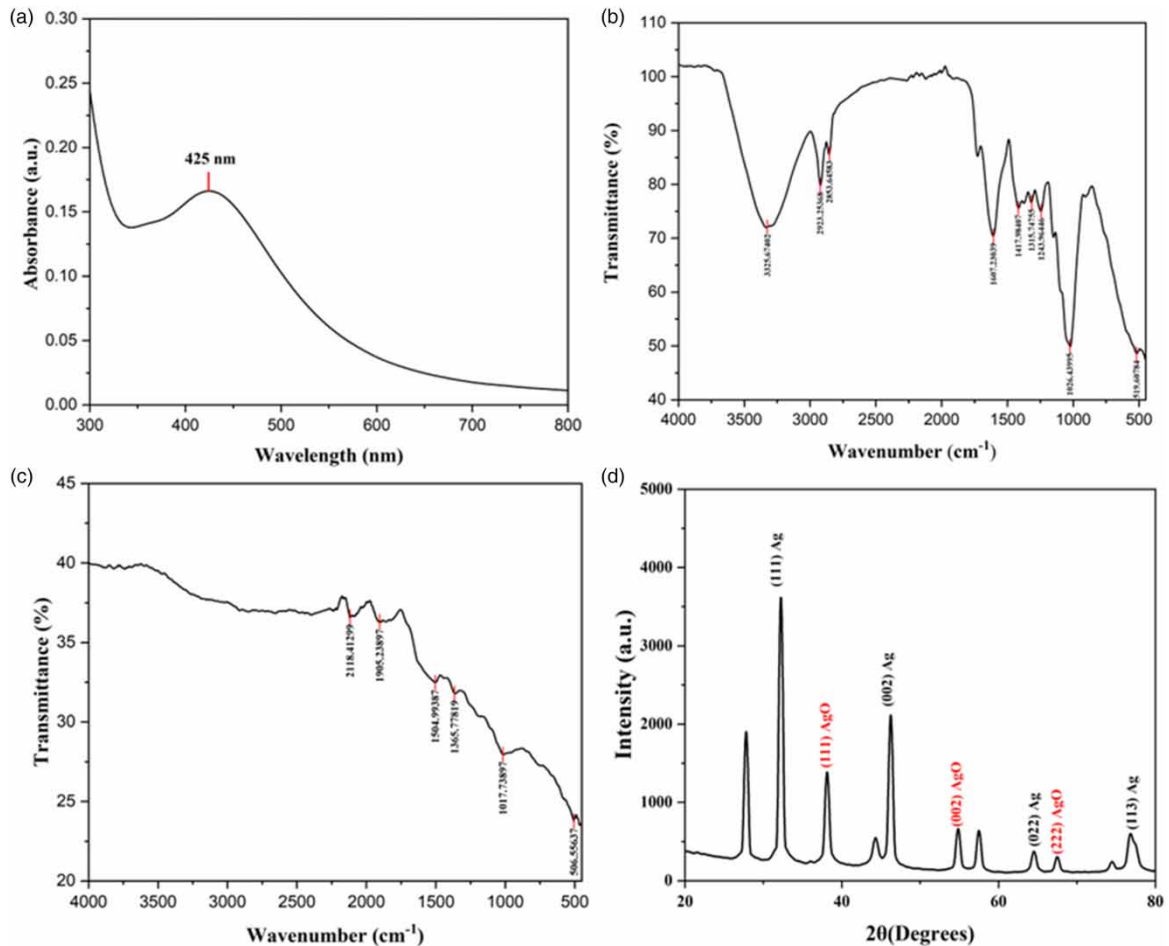 (a)
0.30
0.25
0.20
0.15
0.10
0.05
0.00
Absorbance (a.u.)
425 nm
300 400 500 600 700 800
Wavelength (nm)
(b)
110
100
90
80
70
60
50
40
Transmittance (%)
3325.67402
2923.25368
2853.64583
1607.23039
1417.98407
1315.74755
1243.96446
1026.43995
519.60784
4000 3500 3000 2500 2000 1500 1000 500
Wavenumber (cm-1)
(c)
45
40
35
30
25
20
Transmittance (%)
2118.41299
1905.23897
1504.99387
1365.77819
1017.73897
506.55637
4000 3500 3000 2500 2000 1500 1000 500
Wavenumber (cm-1)
(d)
5000
4000
3000
2000
1000
0
Intensity (a.u.)
(111) Ag
(111) AgO
(002) Ag
(002) AgO
(022) Ag
(222) AgO
(113) Ag
20 40 60 80
2θ(Degrees)